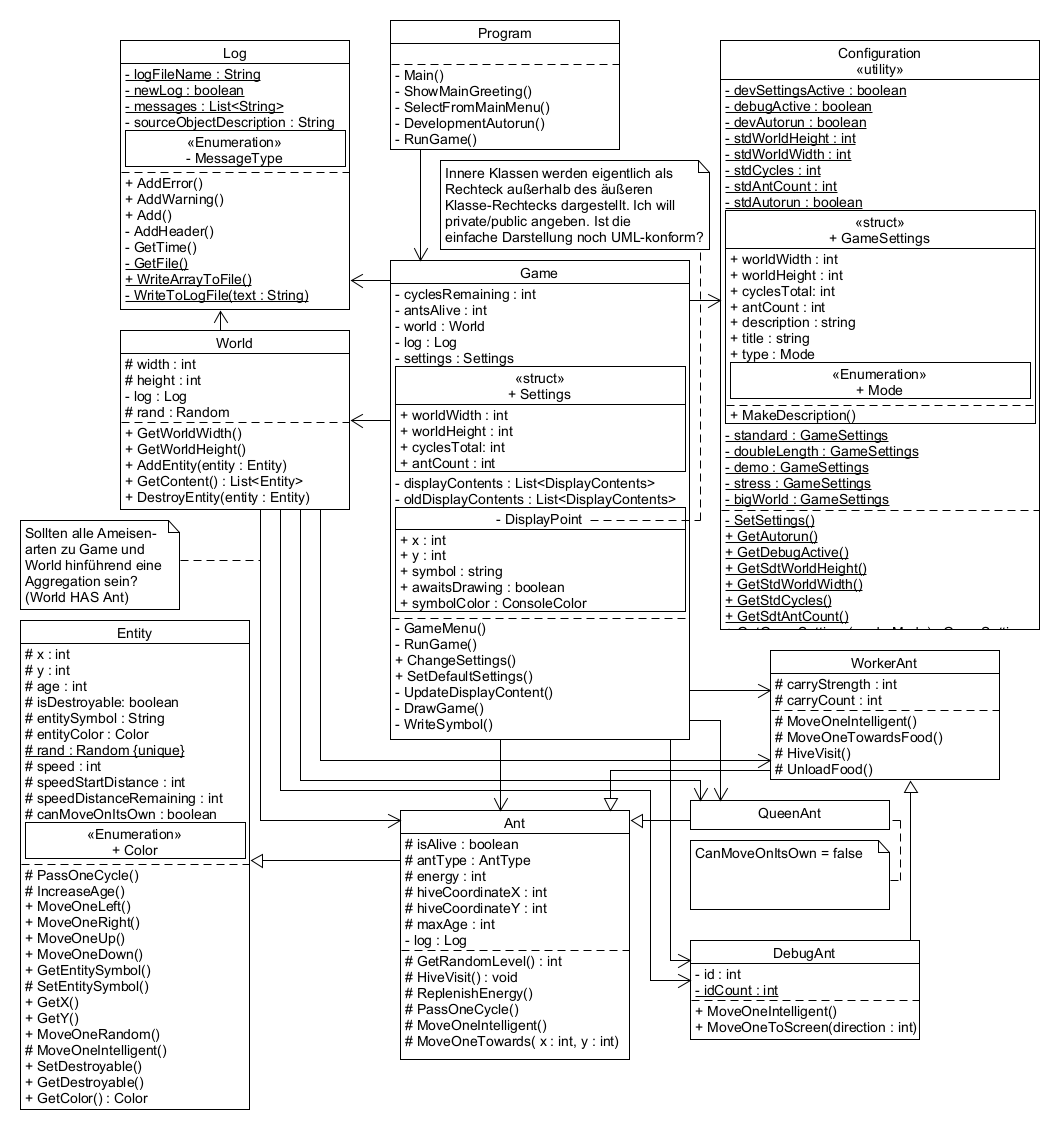 Log
- logFileName : String
- newLog : boolean
- messages : List<String>
- sourceObjectDescription : String
«Enumeration»
- MessageType
+ AddError()
+ AddWarning()
+ Add()
- AddHeader()
- GetTime()
- GetFile()
+ WriteArrayToFile()
- WriteToLogFile(text : String)
Program
- Main()
- ShowMainGreeting()
- SelectFromMainMenu()
- DevelopmentAutorun()
- RunGame()
Innere Klassen werden eigentlich als
Rechteck außerhalb des äußeren
Klasse-Rechtecks dargestellt. Ich will
private/public angeben. Ist die
einfache Darstellung noch UML-konform?
Configuration
«utility»
- devSettingsActive : boolean
- debugActive : boolean
- devAutorun : boolean
- stdWorldHeight : int
- stdWorldWidth : int
- stdCycles : int
- stdAntCount : int
- stdAutorun : boolean
«struct»
+ GameSettings
+ worldWidth : int
+ worldHeight : int
+ cyclesTotal: int
+ antCount : int
+ description : string
+ title : string
+ type : Mode
«Enumeration»
+ Mode
+ MakeDescription()
- standard : GameSettings
- doubleLength : GameSettings
- demo : GameSettings
- stress : GameSettings
- bigWorld : GameSettings
- SetSettings()
+ GetAutorun()
+ GetDebugActive()
+ GetSdtWorldHeight()
+ GetStdWorldWidth()
+ GetStdCycles()
+ GetSdtAntCount()
World
# width : int
# height : int
- log : Log
# rand : Random
+ GetWorldWidth()
+ GetWorldHeight()
+ AddEntity(entity : Entity)
+ GetContent() : List<Entity>
+ DestroyEntity(entity : Entity)
Game
- cyclesRemaining : int
- antsAlive : int
- world : World
- log : Log
- settings : Settings
«struct»
+ Settings
+ worldWidth : int
+ worldHeight : int
+ cyclesTotal: int
+ antCount : int
- displayContents : List<DisplayContents>
- oldDisplayContents : List<DisplayContents>
- DisplayPoint
+ x : int
+ y : int
+ symbol : string
+ awaitsDrawing : boolean
+ symbolColor : ConsoleColor
- GameMenu()
- RunGame()
+ ChangeSettings()
+ SetDefaultSettings()
- UpdateDisplayContent()
- DrawGame()
- WriteSymbol()
Sollten alle Ameisen-
arten zu Game und
World hinführend eine
Aggregation sein?
(World HAS Ant)
Entity
# x : int
# y : int
# age : int
# isDestroyable: boolean
# entitySymbol : String
# entityColor : Color
# rand : Random {unique}
# speed : int
# speedStartDistance : int
# speedDistanceRemaining : int
# canMoveOnItsOwn : boolean
«Enumeration»
+ Color
# PassOneCycle()
# IncreaseAge()
+ MoveOneLeft()
+ MoveOneRight()
+ MoveOneUp()
+ MoveOneDown()
+ GetEntitySymbol()
# SetEntitySymbol()
+ GetX()
+ GetY()
+ MoveOneRandom()
# MoveOneIntelligent()
+ SetDestroyable()
+ GetDestroyable()
+ GetColor() : Color
WorkerAnt
# carryStrength : int
# carryCount : int
# MoveOneIntelligent()
# MoveOneTowardsFood()
# HiveVisit()
# UnloadFood()
QueenAnt
CanMoveOnItsOwn = false
Ant
# isAlive : boolean
# antType : AntType
# energy : int
# hiveCoordinateX : int
# hiveCoordinateY : int
# maxAge : int
- log : Log
# GetRandomLevel() : int
# HiveVisit() : void
# ReplenishEnergy()
# PassOneCycle()
# MoveOneIntelligent()
# MoveOneTowards( x : int, y : int)
DebugAnt
- id : int
- idCount : int
+ MoveOneIntelligent()
+ MoveOneToScreen(direction : int)